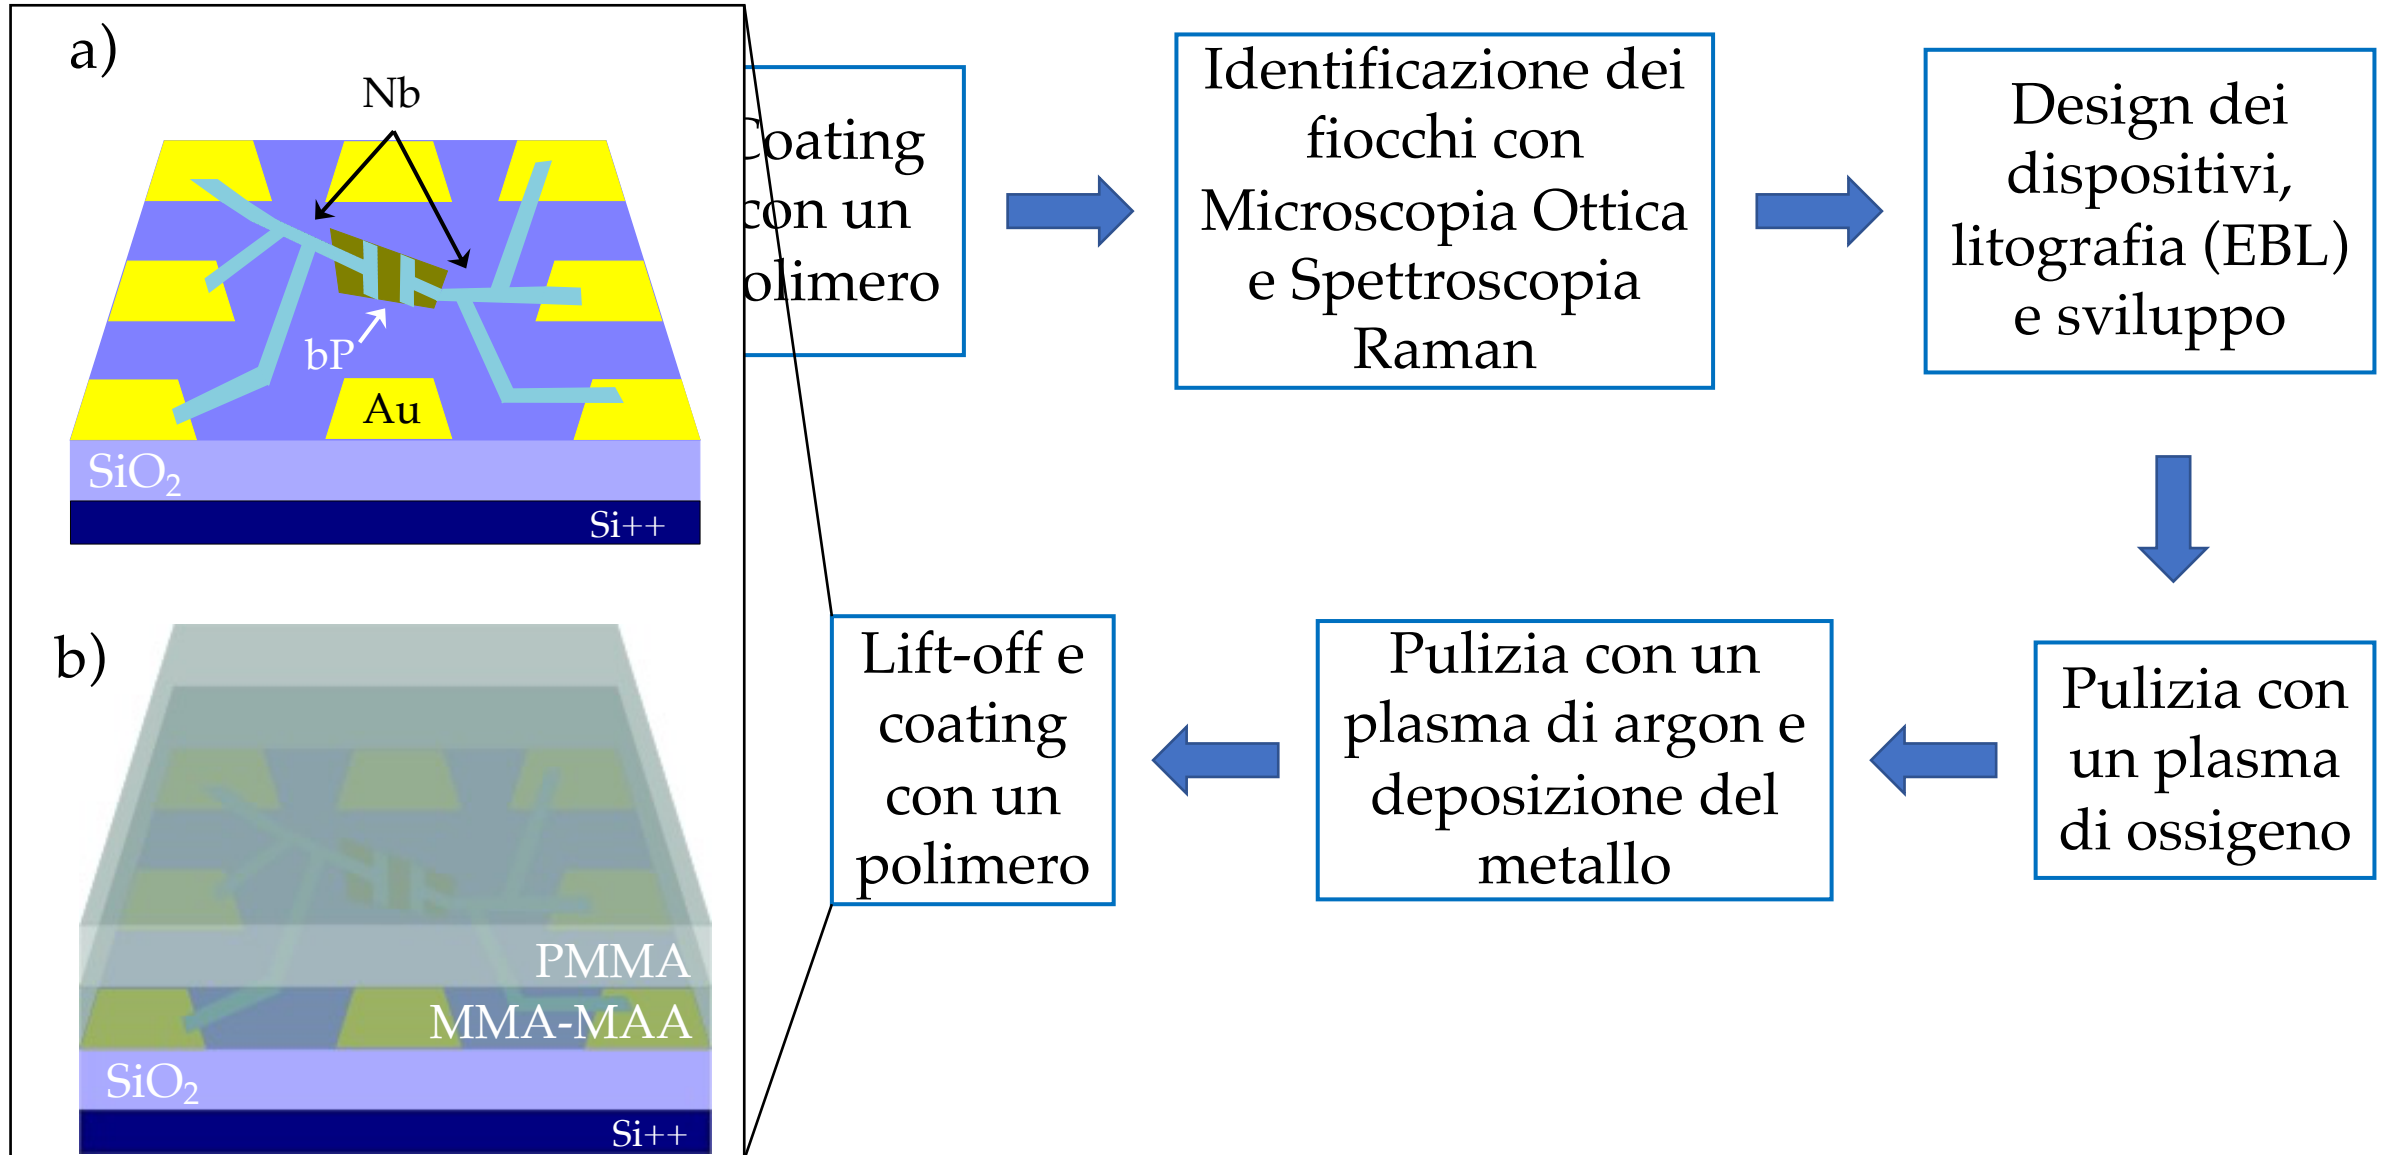 a)
Nb
bP
Au
SiO₂
Si++
b)
PMMA
MMA-MAA
SiO₂
Si++
Coating
con un
olimero
Identificazione dei
fiocchi con
Microscopia Ottica
e Spettroscopia
Raman
Design dei
dispositivi,
litografia (EBL)
e sviluppo
Pulizia con
un plasma
di ossigeno
Pulizia con un
plasma di argon e
deposizione del
metallo
Lift-off e
coating
con un
polimero